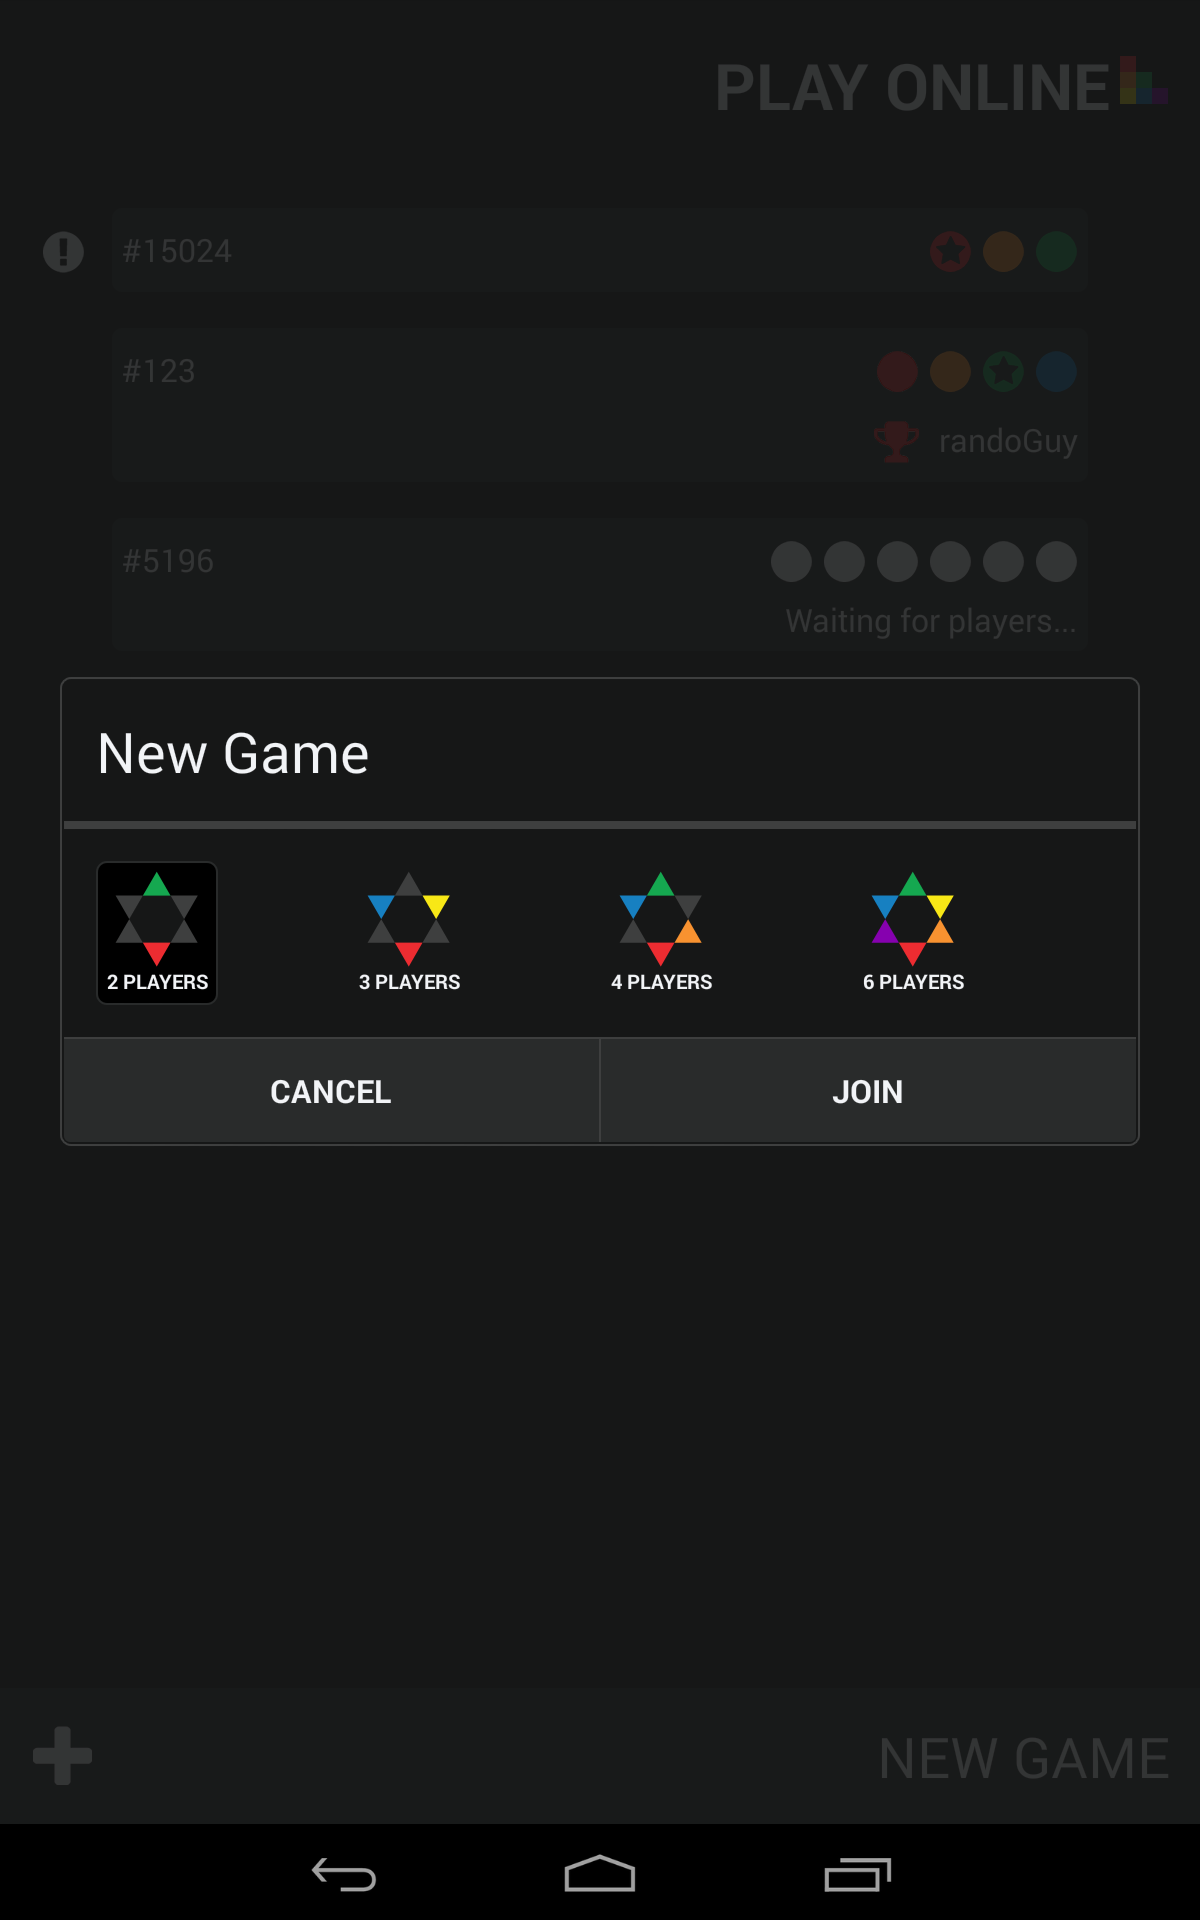 PLAY ONLINE
#15024
#123
randoGuy
#5196
Waiting for players...
New Game
2 PLAYERS 3 PLAYERS 4 PLAYERS 6 PLAYERS
CANCEL JOIN
NEW GAME